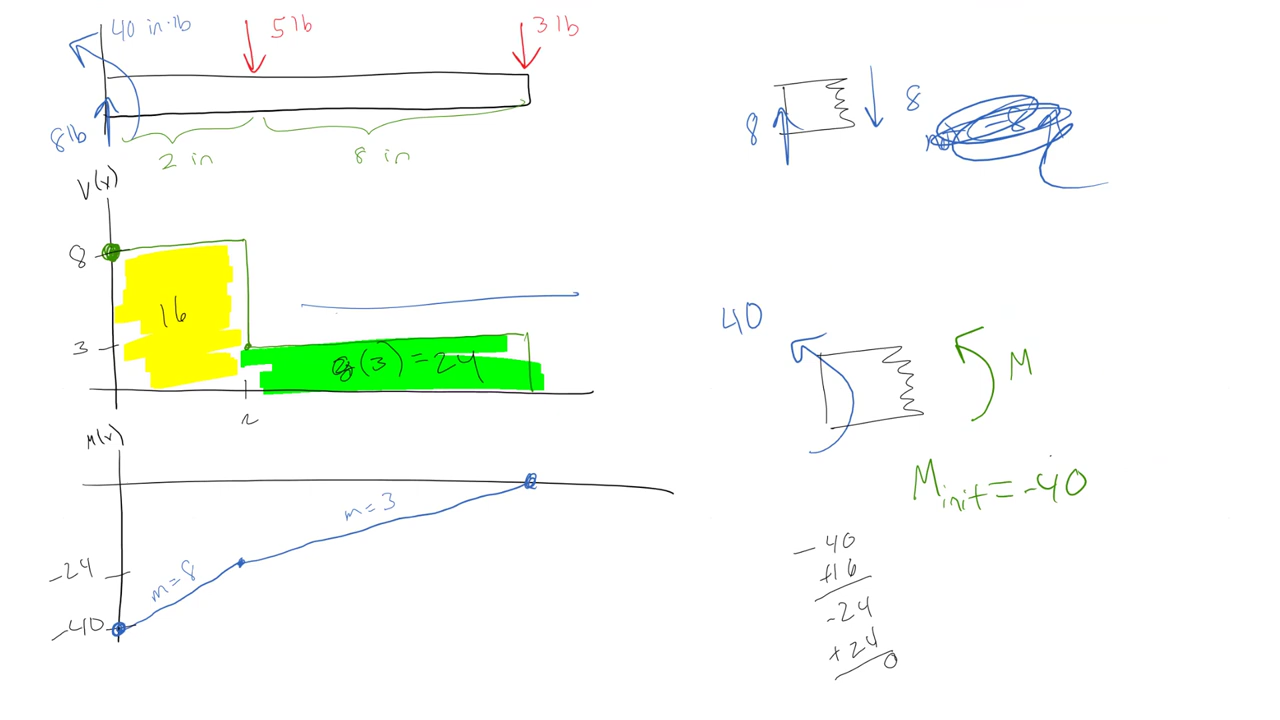 40 in·lb
5 lb
3 lb
8 lb
2 in
8 in
8
8
V(x)
8
16
3
8(3) = 24
2
M(x)
-24
-40
m=8
m=3
40
M
M init = -40
-40
+16
-24
+24
0